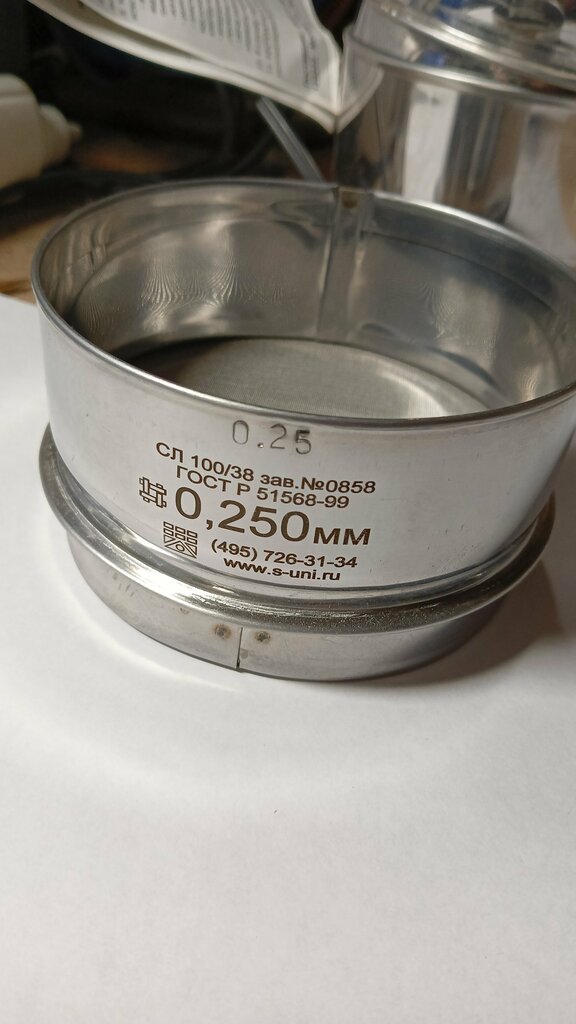 0.25
СЛ 100/38 зав.№0858
ГОСТ Р 51568-99
0,250мм
(495) 726-31-34
www.s-uni.ru